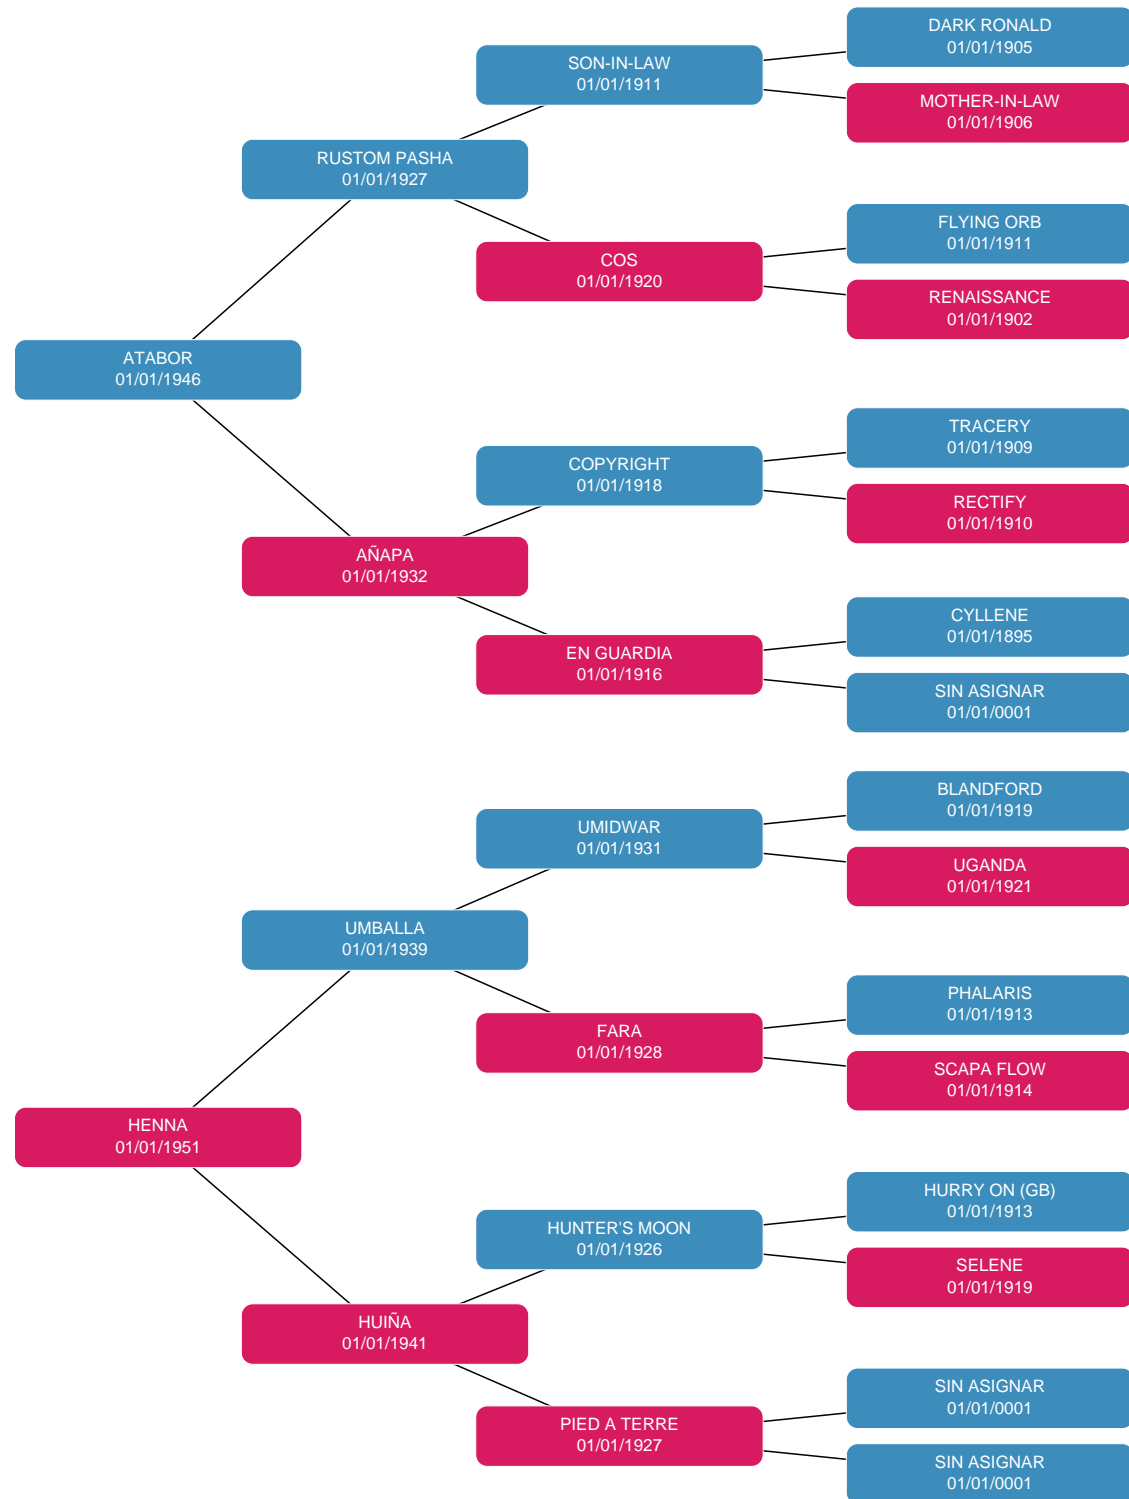 DARK RONALD
01/01/1905
SON-IN-LAW
01/01/1911
MOTHER-IN-LAW
01/01/1906
RUSTOM PASHA
01/01/1927
FLYING ORB
01/01/1911
COS
01/01/1920
RENAISSANCE
01/01/1902
ATABOR
01/01/1946
TRACERY
01/01/1909
COPYRIGHT
01/01/1918
RECTIFY
01/01/1910
AÑAPA
01/01/1932
CYLLENE
01/01/1895
EN GUARDIA
01/01/1916
SIN ASIGNAR
01/01/0001
BLANDFORD
01/01/1919
UMIDWAR
01/01/1931
UGANDA
01/01/1921
UMBALLA
01/01/1939
PHALARIS
01/01/1913
FARA
01/01/1928
SCAPA FLOW
01/01/1914
HENNA
01/01/1951
HURRY ON (GB)
01/01/1913
HUNTER'S MOON
01/01/1926
SELENE
01/01/1919
HUIÑA
01/01/1941
SIN ASIGNAR
01/01/0001
PIED A TERRE
01/01/1927
SIN ASIGNAR
01/01/0001